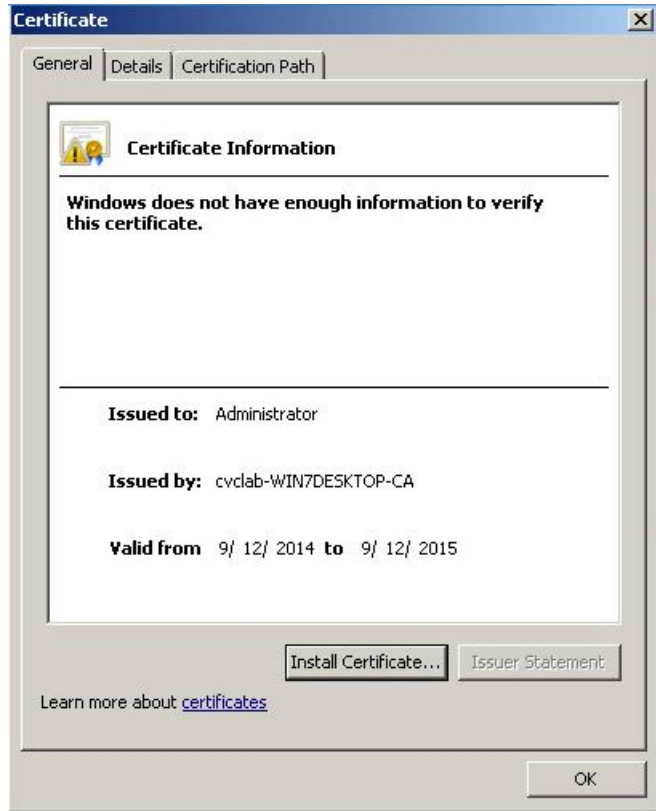 Certificate
General
Details
Certification Path
Certificate Information
Windows does not have enough information to verify
this certificate.
Issued to: Administrator
Issued by: cvclab-WIN7DESKTOP-CA
Valid from 9/ 12/ 2014 to 9/ 12/ 2015
Install Certificate...
Issuer Statement
Learn more about certificates
OK